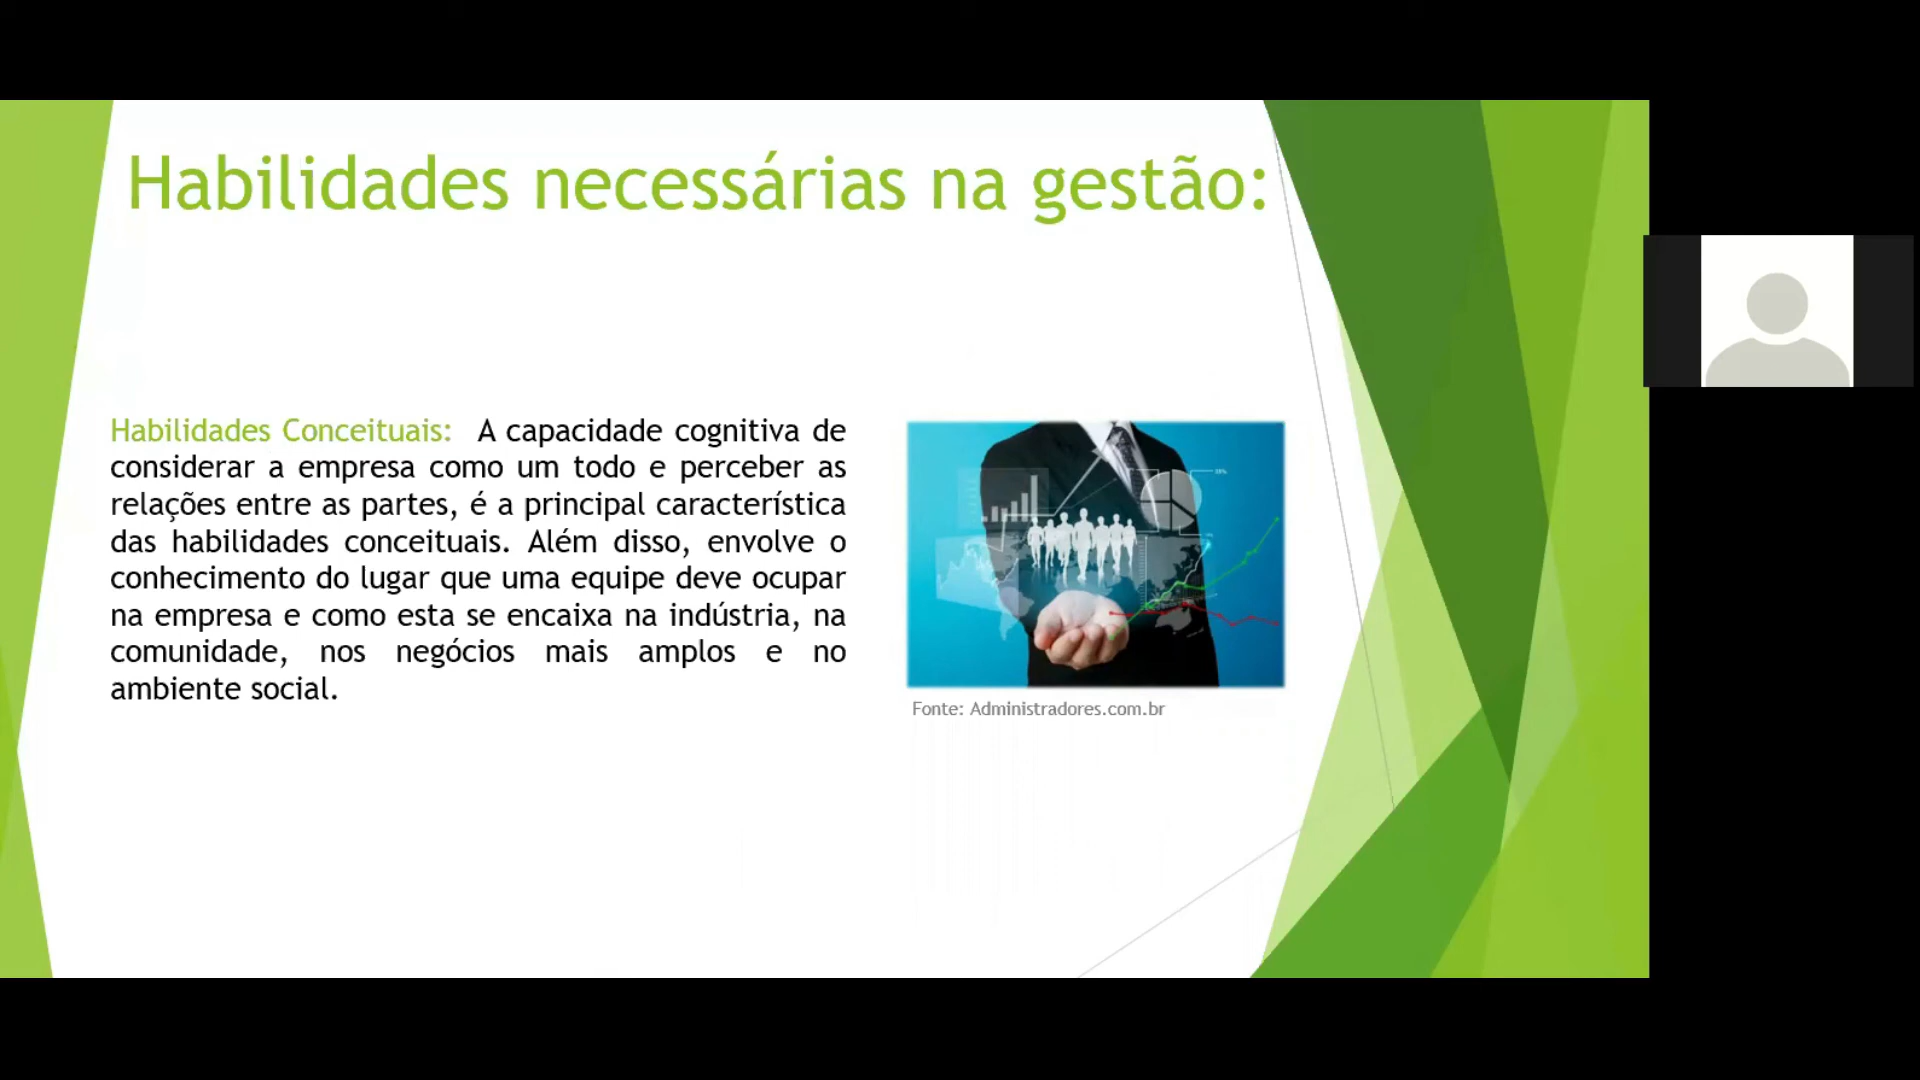 Habilidades necessárias na gestão:
Habilidades Conceituais: A capacidade cognitiva de
considerar a empresa como um todo e perceber as
relações entre as partes, é a principal característica
das habilidades conceituais. Além disso, envolve o
conhecimento do lugar que uma equipe deve ocupar
na empresa e como esta se encaixa na indústria, na
comunidade, nos negócios mais amplos e no
ambiente social.
Fonte: Administradores.com.br